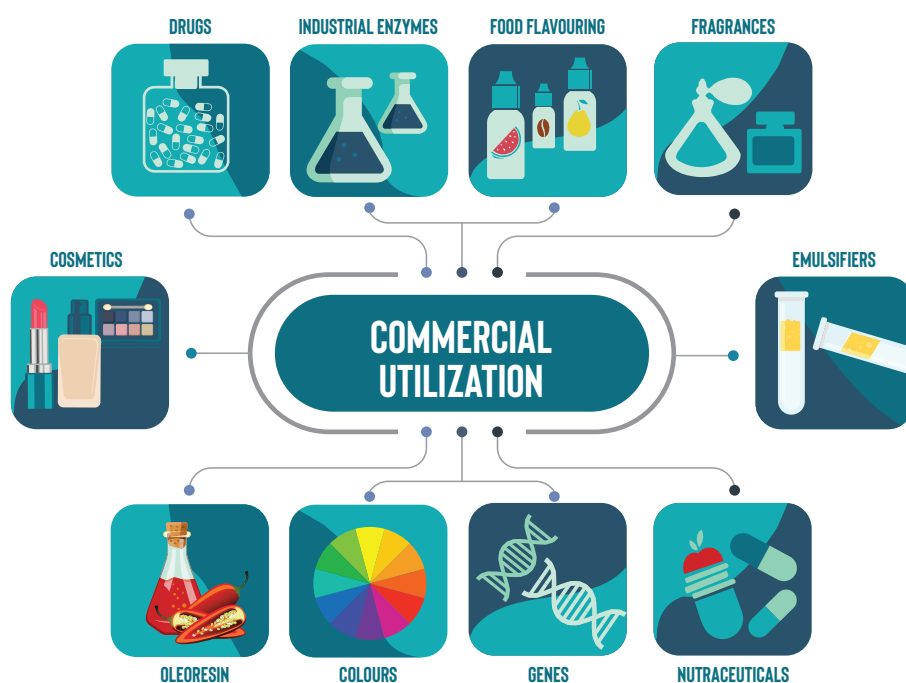 DRUGS
INDUSTRIAL ENZYMES
FOOD FLAVOURING
FRAGRANCES
COSMETICS
EMULSIFIERS
COMMERCIAL
UTILIZATION
OLEORESIN
COLOURS
GENES
NUTRACEUTICALS